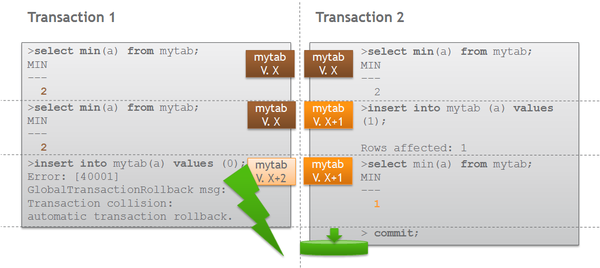 Transaction 1
>select min(a) from mytab;
MIN
---
2
>select min(a) from mytab;
MIN
---
2
>insert into mytab(a) values (0);
Error: [40001]
GlobalTransactionRollback msg:
Transaction collision:
automatic transaction rollback.
mytab
V. X
mytab
V. X
mytab
V. X+2
Transaction 2
mytab
V. X
mytab
V. X+1
mytab
V. X+1
>select min(a) from mytab;
MIN
---
2
>insert into mytab (a) values
(1);
Rows affected: 1
>select min(a) from mytab;
MIN
---
1
> commit;